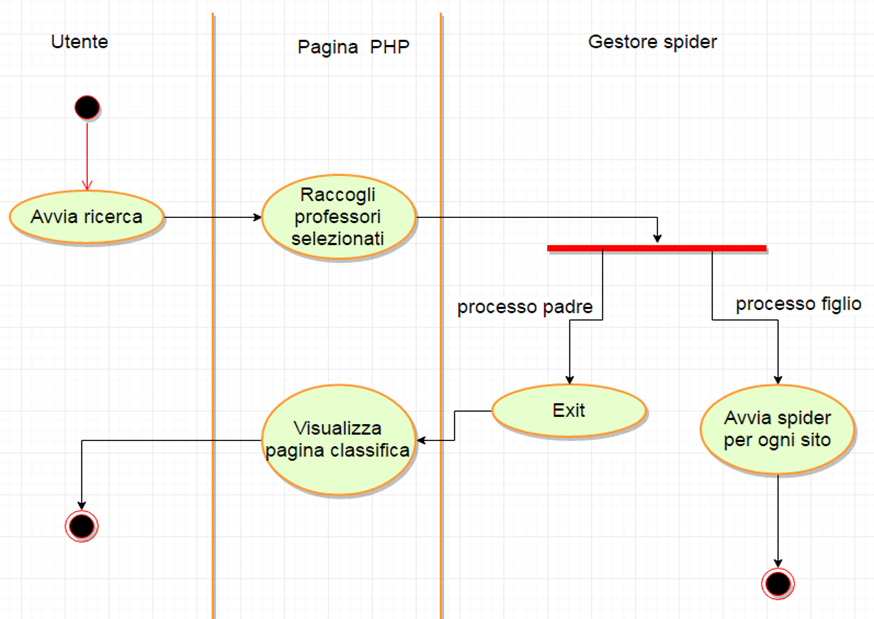 Utente
Pagina PHP
Gestore spider
Avvia ricerca
Raccogli
professori
selezionati
processo padre
processo figlio
Exit
Avvia spider
per ogni sito
Visualizza
pagina classifica